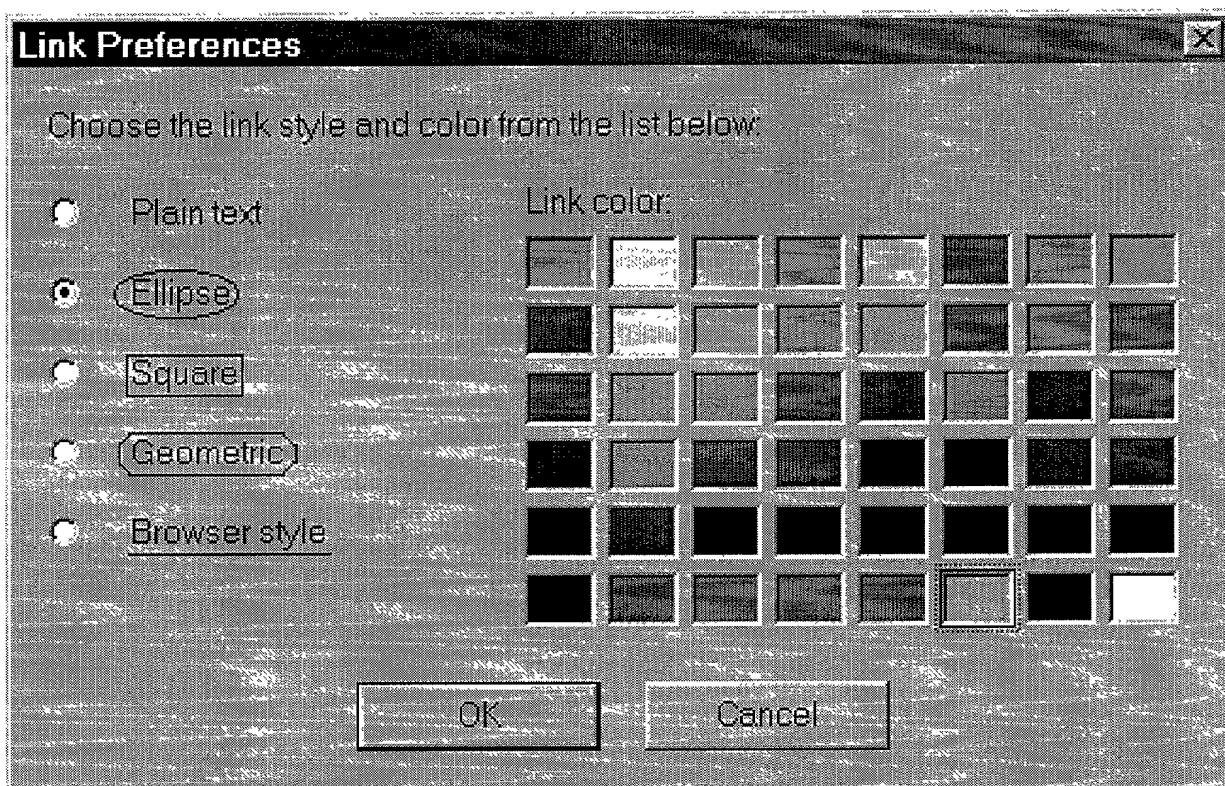 Link Preferences
Choose the link style and color from the list below:
Plain text
Link color:
Ellipse
Square
Geometric
Browser style
OK
Cancel